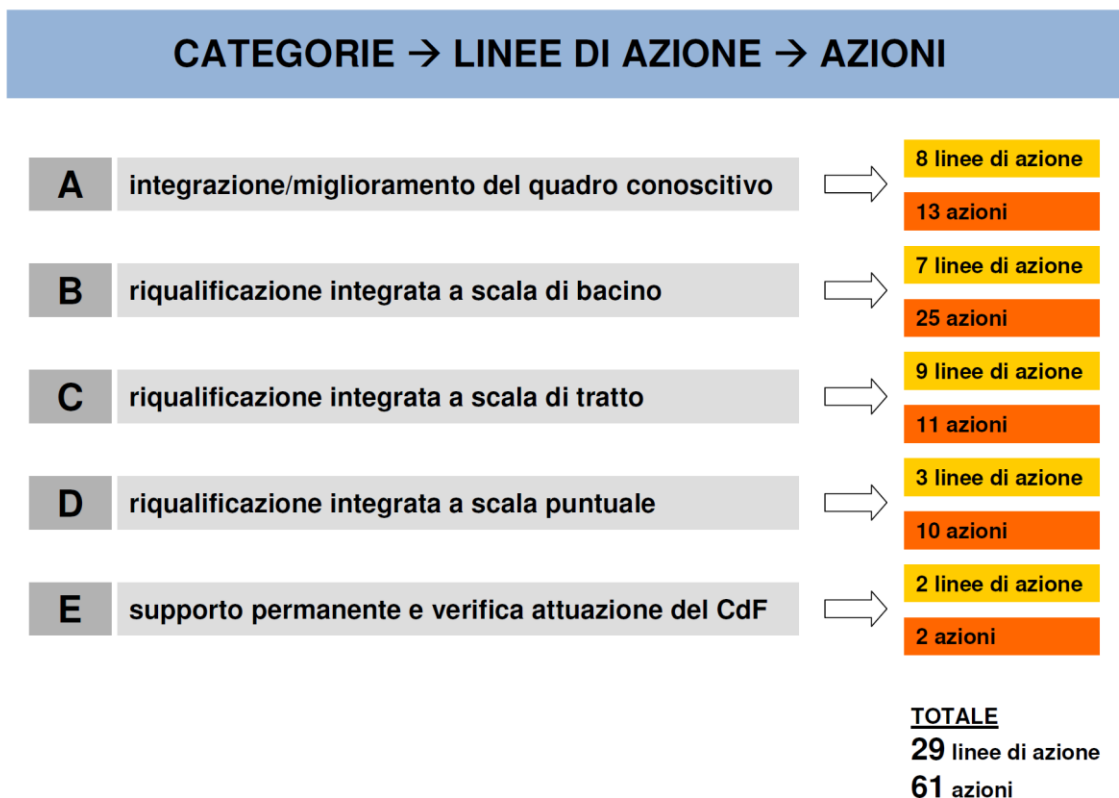 CATEGORIE → LINEE DI AZIONE → AZIONI
A integrazione/miglioramento del quadro conoscitivo
8 linee di azione
13 azioni
B riqualificazione integrata a scala di bacino
7 linee di azione
25 azioni
C riqualificazione integrata a scala di tratto
9 linee di azione
11 azioni
D riqualificazione integrata a scala puntuale
3 linee di azione
10 azioni
E supporto permanente e verifica attuazione del CdF
2 linee di azione
2 azioni
TOTALE
29 linee di azione
61 azioni